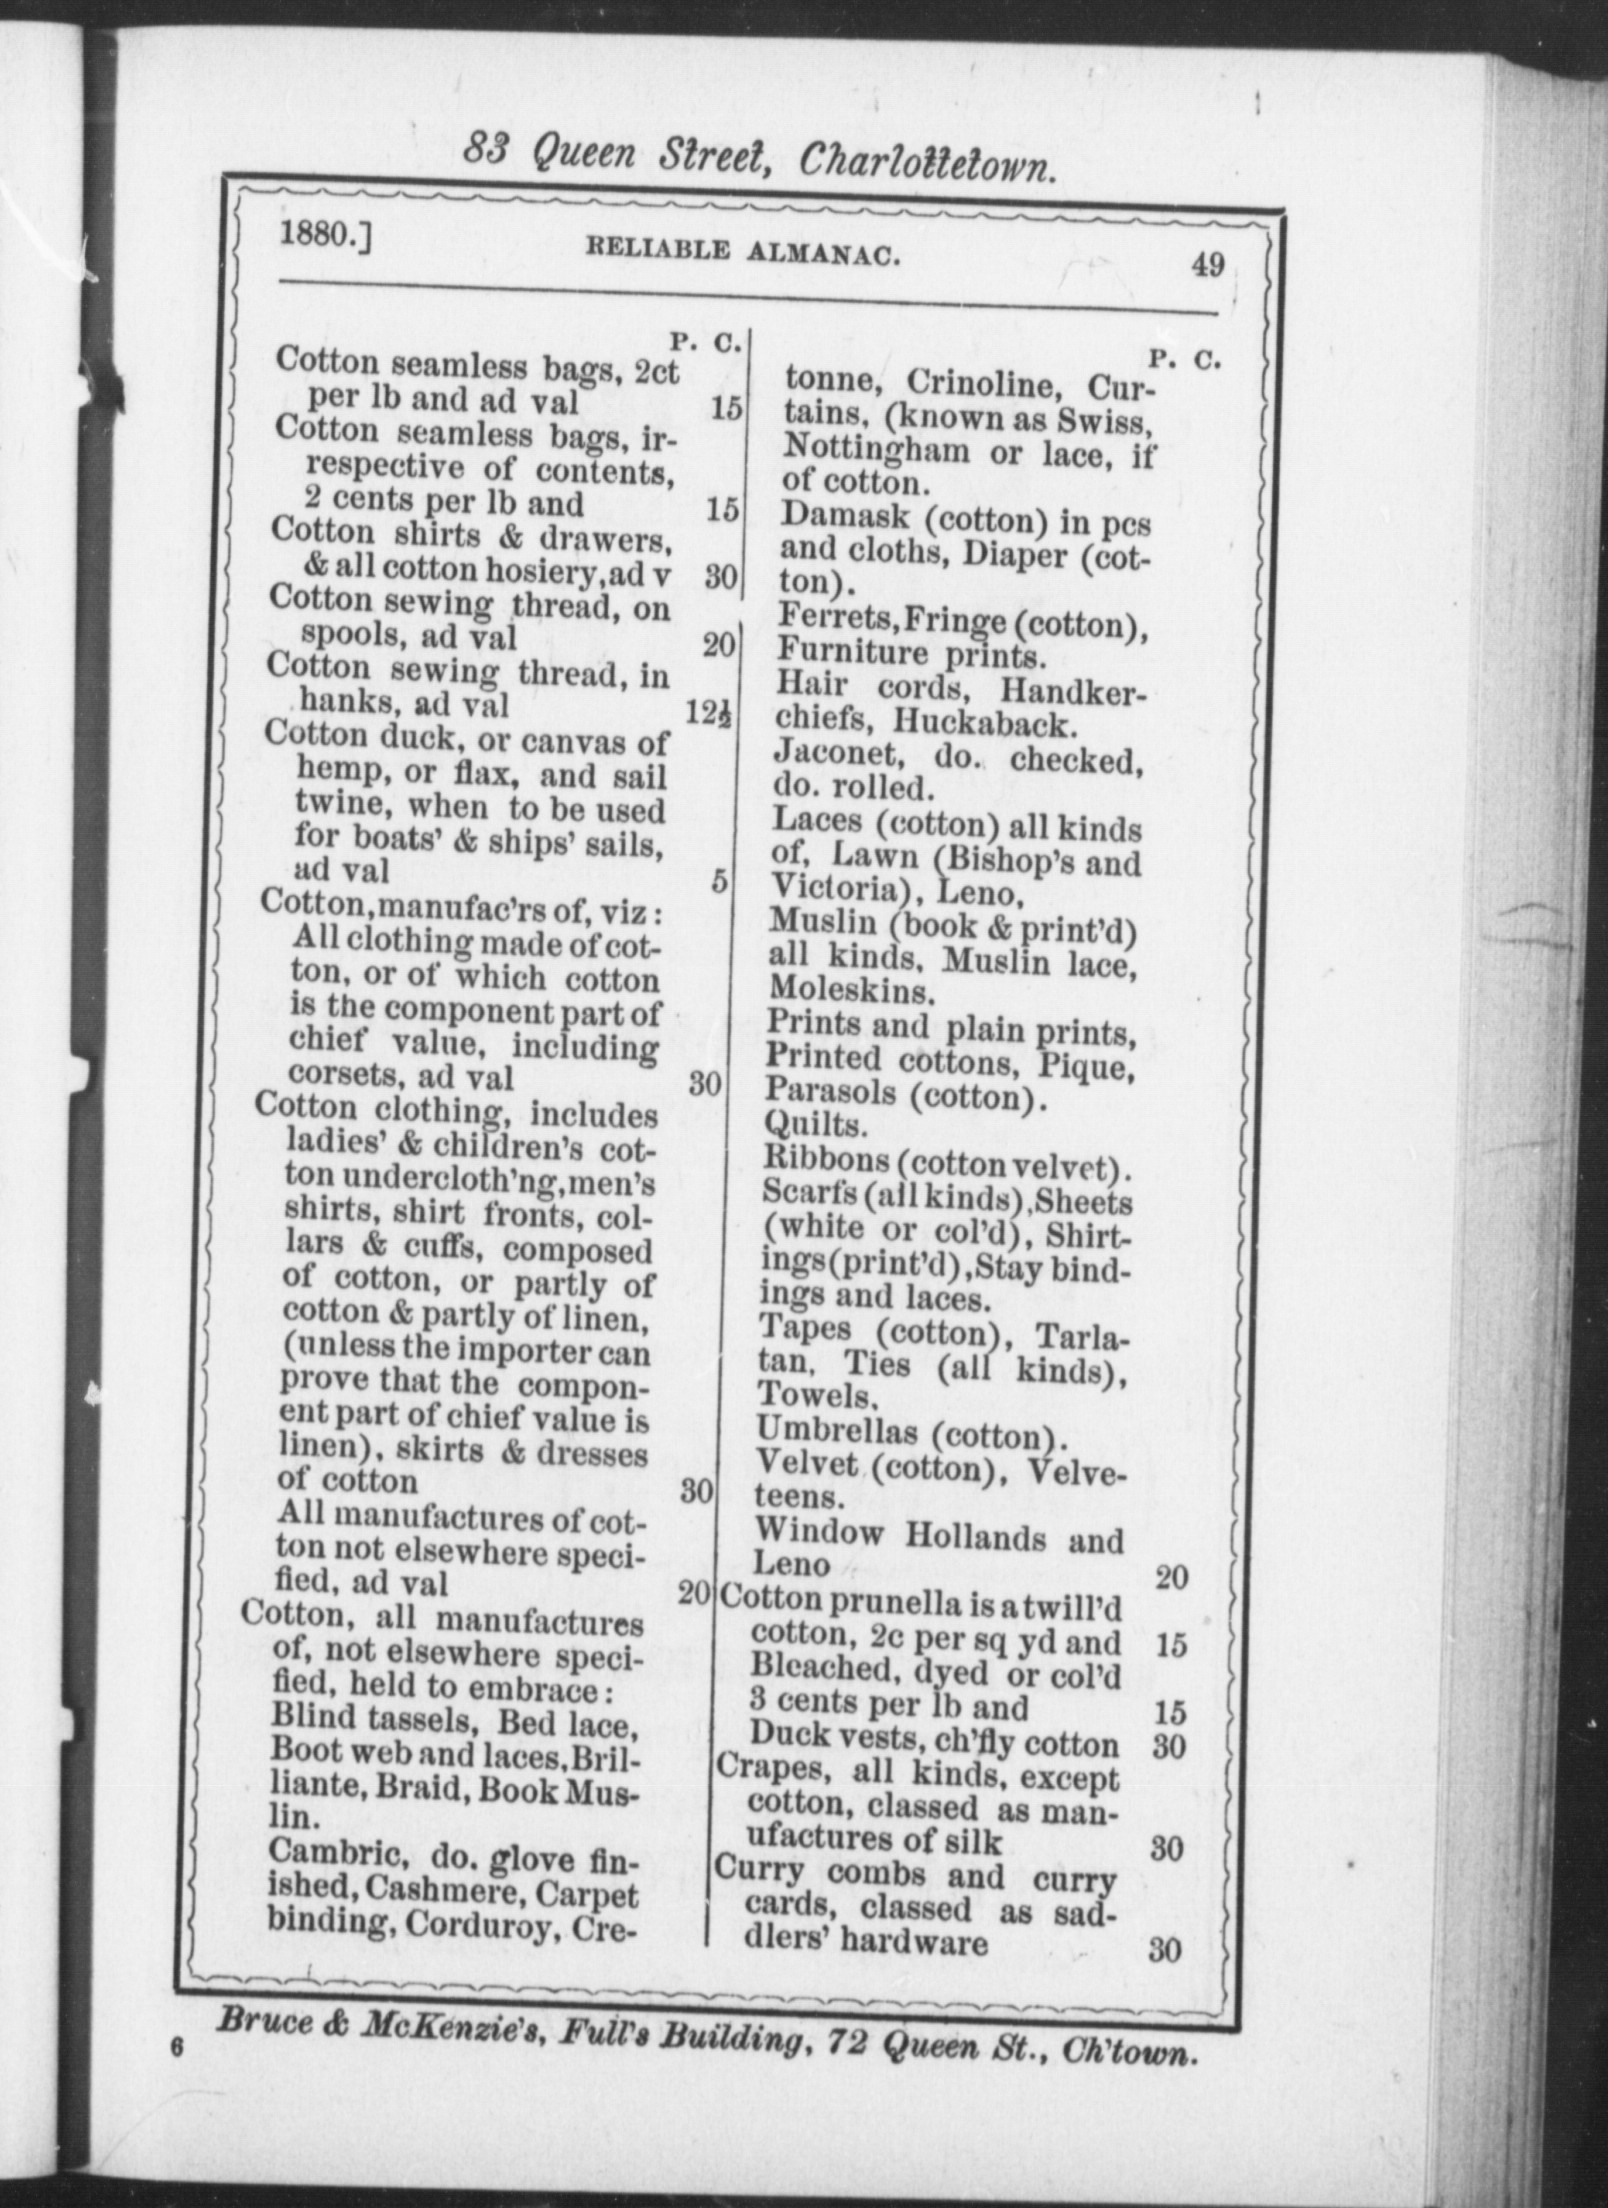 83 Queen Street, Charlottetown.
1880.] RELIABLE ALMANAC. 49
P. C.
Cotton seamless bags, 2ct
per lb and ad val 15
Cotton seamless bags, ir-
respective of contents,
2 cents per lb and 15
Cotton shirts & drawers,
& all cotton hosiery, ad v 30
Cotton sewing thread, on
spools, ad val 20
Cotton sewing thread, in
hanks, ad val 12½
Cotton duck, or canvas of
hemp, or flax, and sail
twine, when to be used
for boats' & ships' sails,
ad val 5
Cotton, manufac'rs of, viz :
All clothing made of cot-
ton, or of which cotton
is the component part of
chief value, including
corsets, ad val 30
Cotton clothing, includes
ladies' & children's cot-
ton undercloth'ng, men's
shirts, shirt fronts, col-
lars & cuffs, composed
of cotton, or partly of
cotton & partly of linen,
(unless the importer can
prove that the compon-
ent part of chief value is
linen), skirts & dresses
of cotton 30
All manufactures of cot-
ton not elsewhere speci-
fied, ad val 20
Cotton, all manufactures
of, not elsewhere speci-
fied, held to embrace :
Blind tassels, Bed lace,
Boot web and laces, Bril-
liante, Braid, Book Mus-
lin.
Cambric, do. glove fin-
ished, Cashmere, Carpet
binding, Corduroy, Cre-
P. C.
tonne, Crinoline, Cur-
tains, (known as Swiss,
Nottingham or lace, if
of cotton.
Damask (cotton) in pcs
and cloths, Diaper (cot-
ton).
Ferrets, Fringe (cotton),
Furniture prints.
Hair cords, Handker-
chiefs, Huckaback.
Jaconet, do. checked,
do. rolled.
Laces (cotton) all kinds
of, Lawn (Bishop's and
Victoria), Leno,
Muslin (book & print'd)
all kinds, Muslin lace,
Moleskins.
Prints and plain prints,
Printed cottons, Pique,
Parasols (cotton).
Quilts.
Ribbons (cotton velvet).
Scarfs (all kinds), Sheets
(white or col'd), Shirt-
ings (print'd), Stay bind-
ings and laces.
Tapes (cotton), Tarla-
tan, Ties (all kinds),
Towels.
Umbrellas (cotton).
Velvet (cotton), Velve-
teens.
Window Hollands and
Leno 20
Cotton prunella is a twill'd
cotton, 2c per sq yd and 15
Bleached, dyed or col'd
3 cents per lb and 15
Duck vests, ch'fly cotton 30
Crapes, all kinds, except
cotton, classed as man-
ufactures of silk 30
Curry combs and curry
cards, classed as sad-
dlers' hardware 30
Bruce & McKenzie's, Full's Building, 72 Queen St., Ch'town.
6